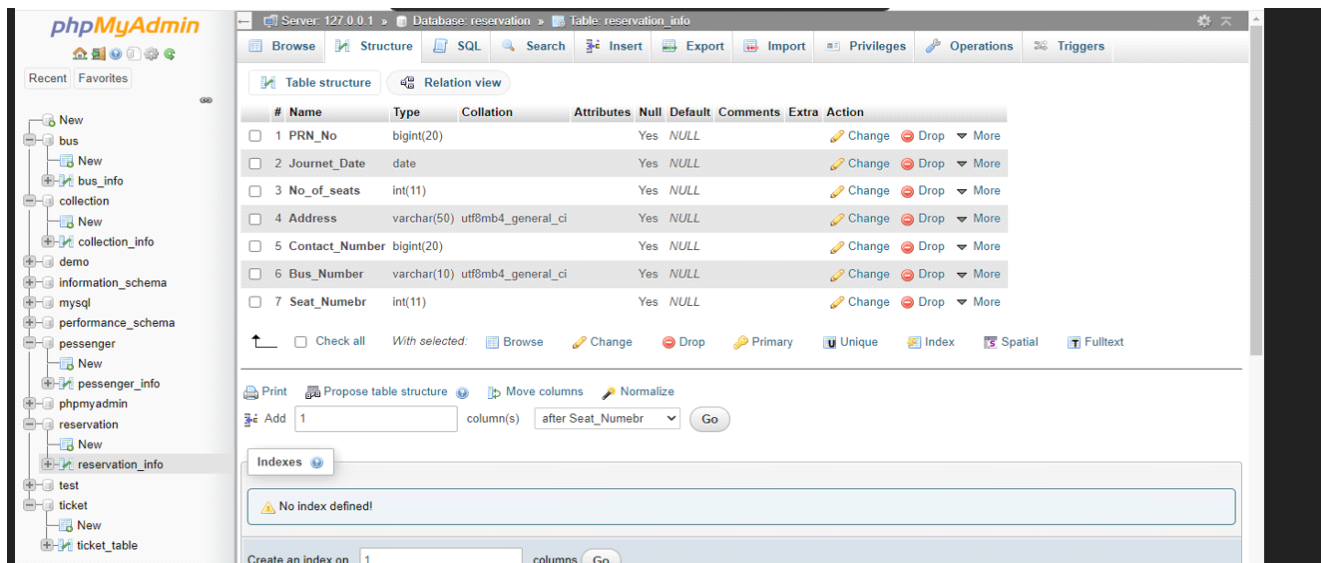 phpMyAdmin
Recent Favorites
New
bus
New
bus_info
collection
New
collection_info
demo
information_schema
mysql
performance_schema
pessenger
New
pessenger_info
phpmyadmin
reservation
New
reservation_info
test
ticket
New
ticket_table
Server: 127.0.0.1 » Database: reservation » Table: reservation_info
Browse Structure SQL Search Insert Export Import Privileges Operations Triggers
Table structure Relation view
# Name Type Collation Attributes Null Default Comments Extra Action
1 PRN_No bigint(20) Yes NULL Change Drop More
2 Journet_Date date Yes NULL Change Drop More
3 No_of_seats int(11) Yes NULL Change Drop More
4 Address varchar(50) utf8mb4_general_ci Yes NULL Change Drop More
5 Contact_Number bigint(20) Yes NULL Change Drop More
6 Bus_Number varchar(10) utf8mb4_general_ci Yes NULL Change Drop More
7 Seat_Numebr int(11) Yes NULL Change Drop More
Check all With selected: Browse Change Drop Primary Unique Index Spatial Fulltext
Print Propose table structure Move columns Normalize
Add 1 column(s) after Seat_Numebr Go
Indexes
No index defined!
Create an index on 1 columns Go